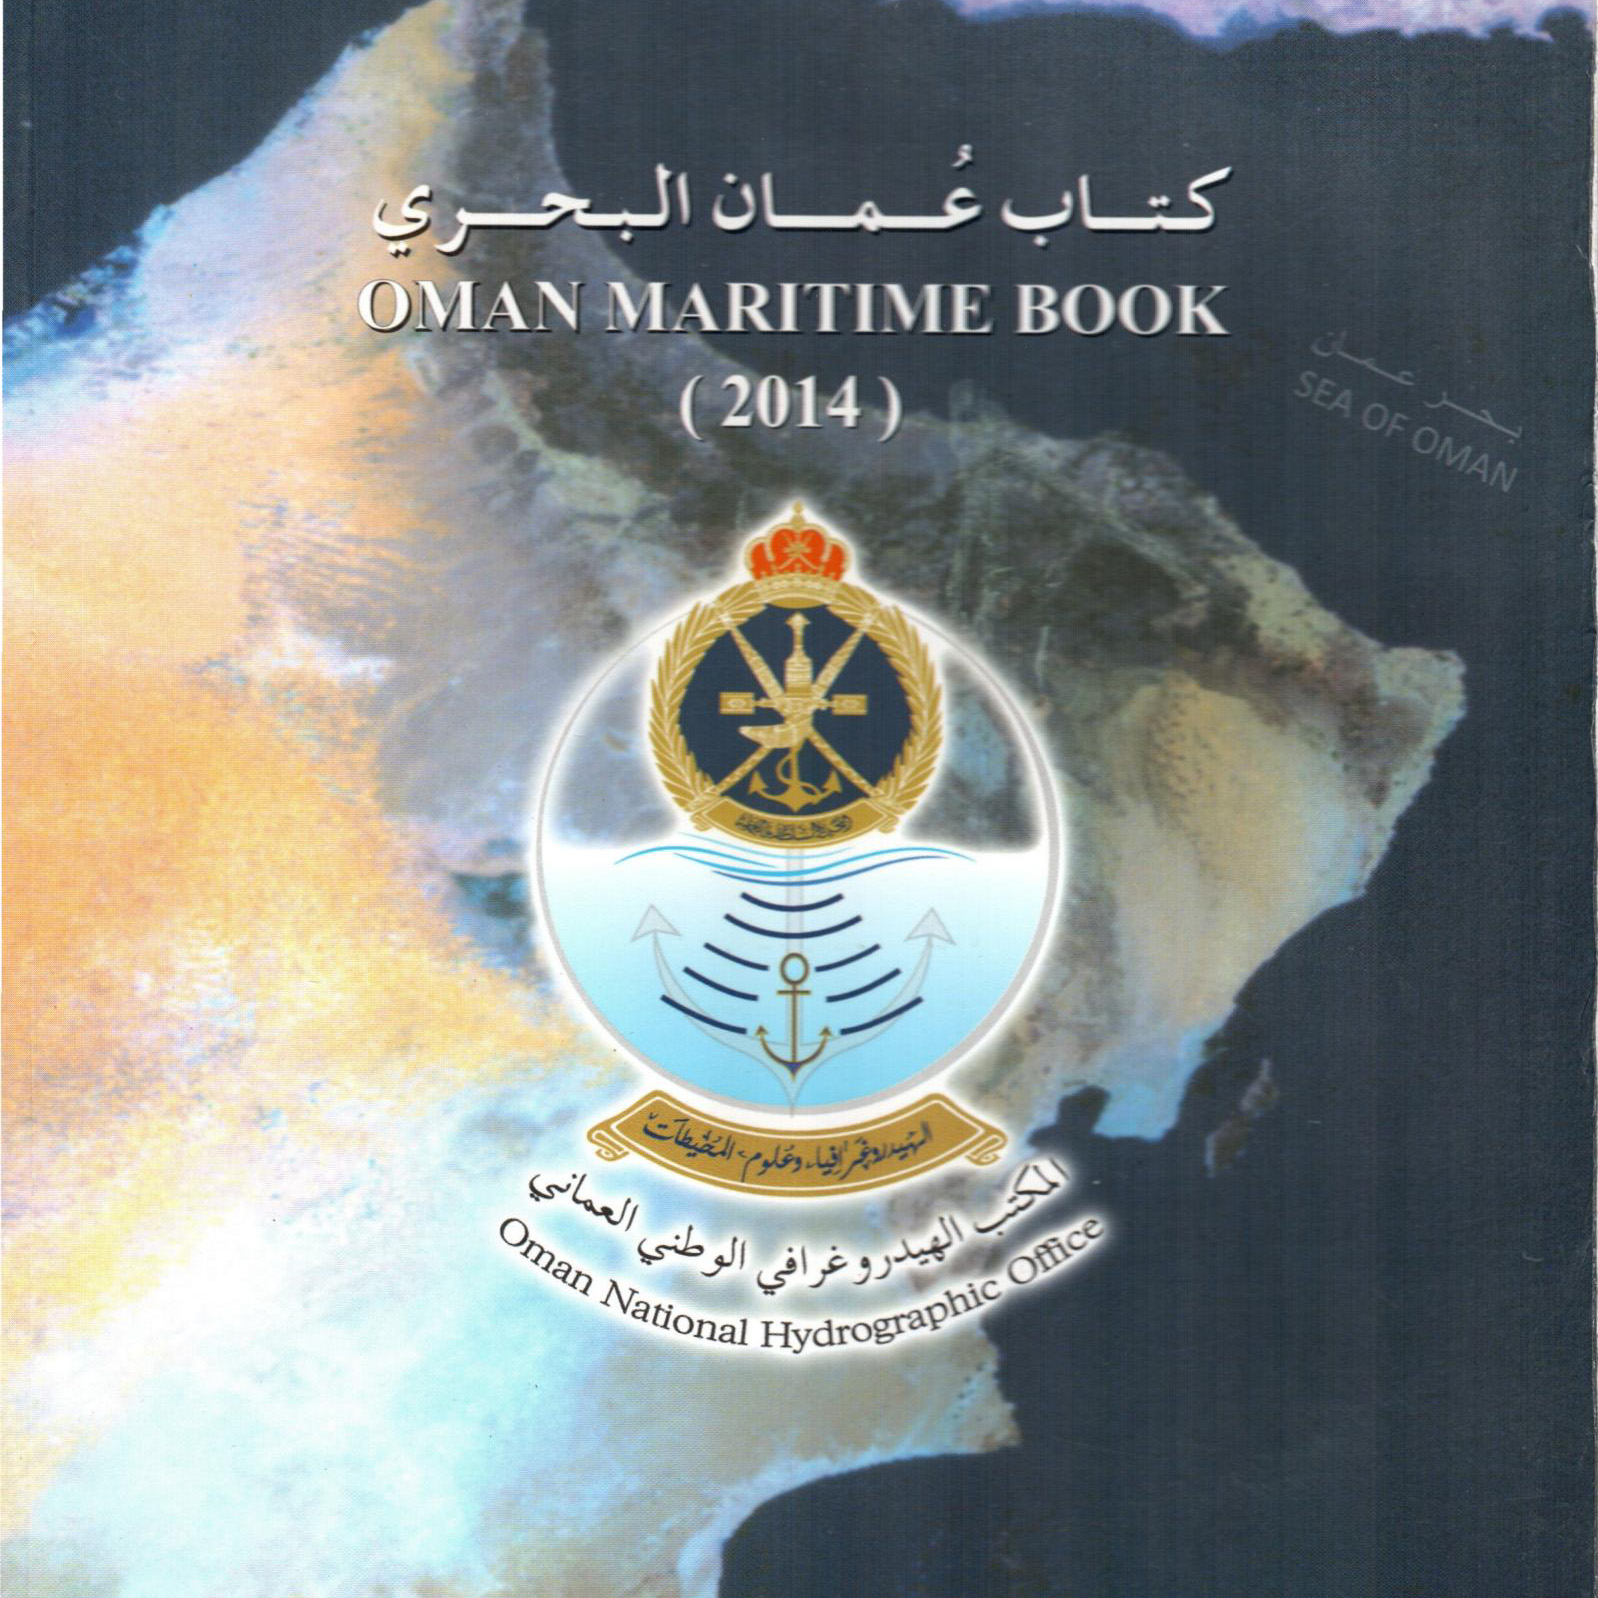 كتاب عُمان البحري
OMAN MARITIME BOOK
( 2014 )
بحر عمان
SEA OF OMAN
الهيدروغرافيا وعلوم المحيطات
المكتب الهيدروغرافي الوطني العماني
Oman National Hydrographic Office